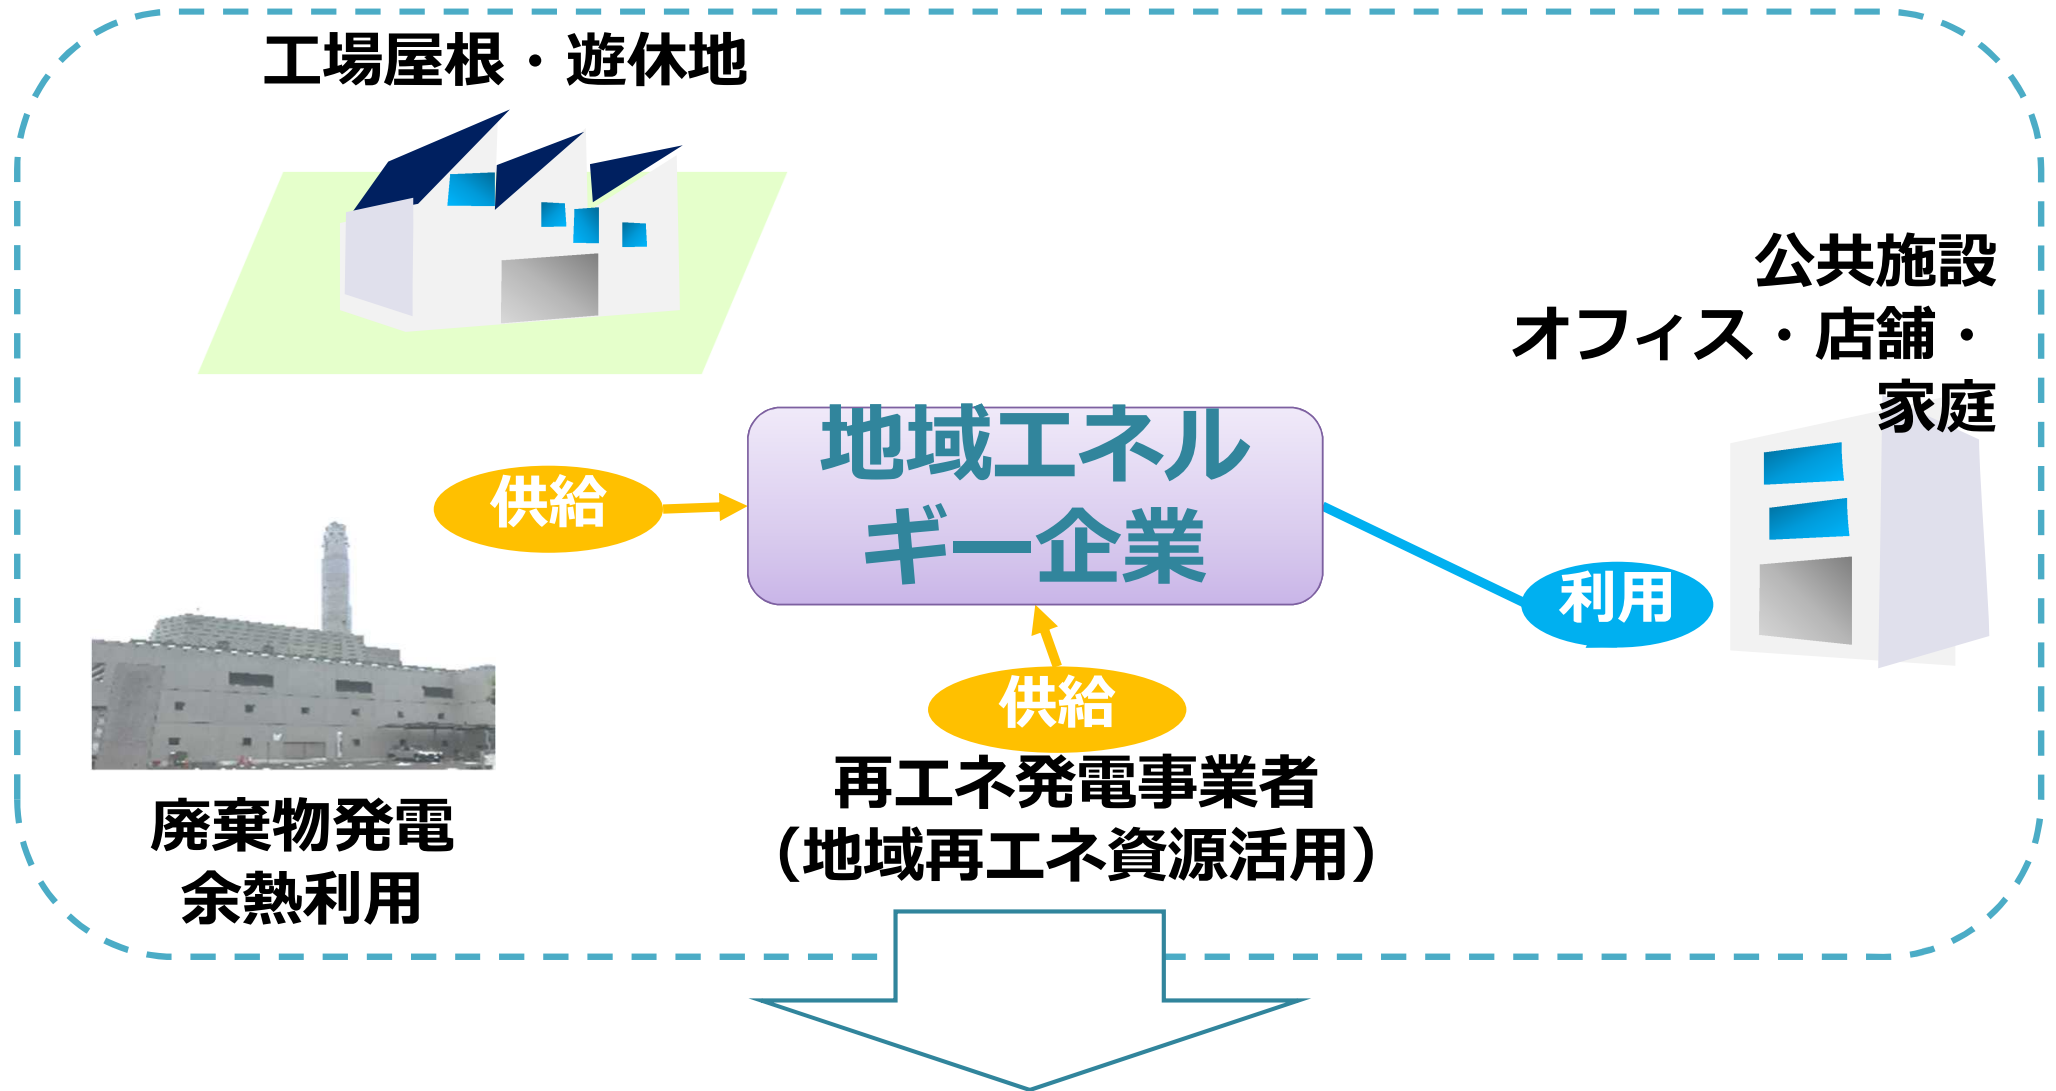 工場屋根・遊休地
公共施設
オフィス・店舗・
家庭
地域エネル
ギー企業
供給
利用
供給
再エネ発電事業者
（地域再エネ資源活用）
廃棄物発電
余熱利用